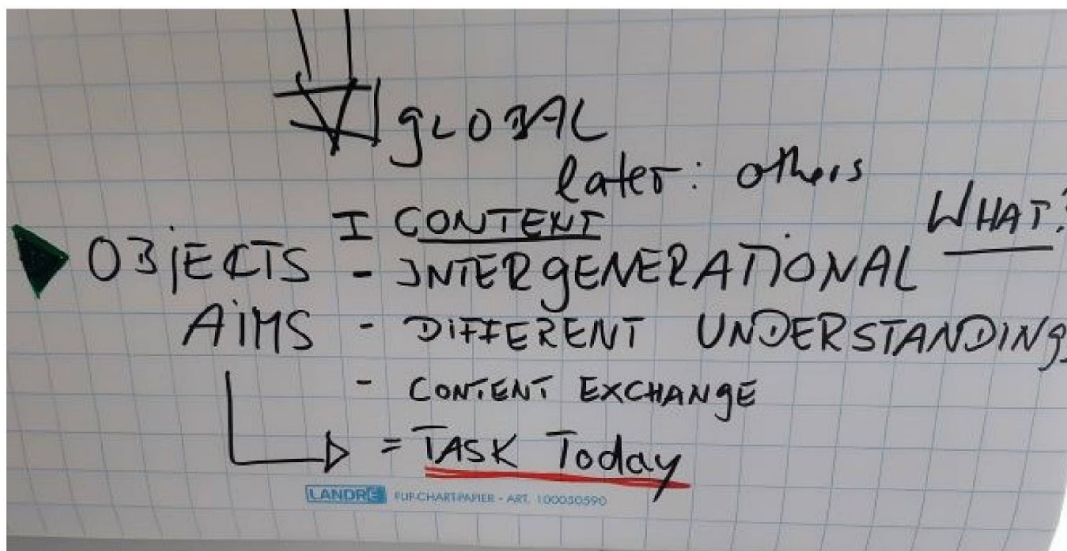 GLOBAL
later: others
I CONTENT WHAT?
OBJECTS - INTERGENERATIONAL
AIMS - DIFFERENT UNDERSTANDINGS
- CONTENT EXCHANGE
= TASK Today
LANDRÉ FLIP-CHART-PAPIER - ART. 100050590